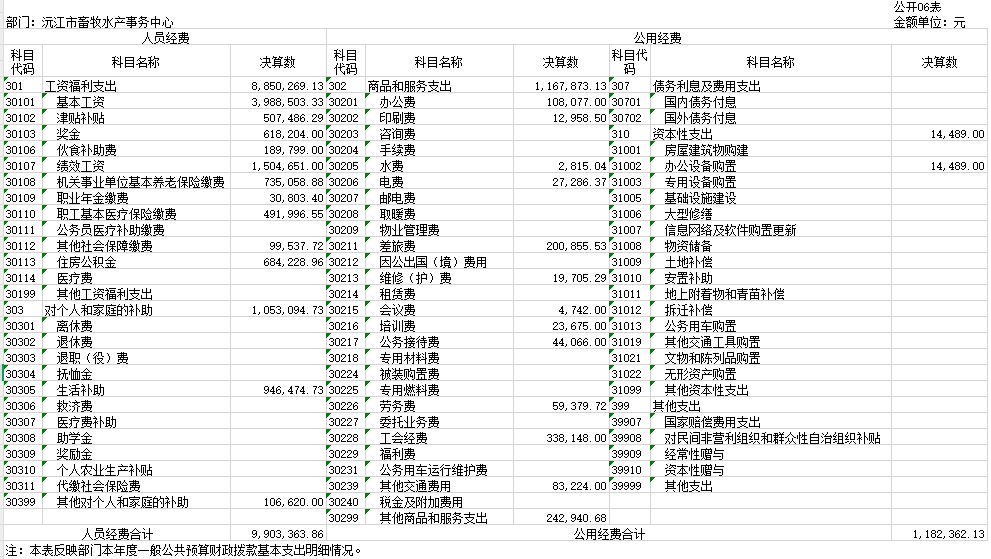 公开06表
部门：沅江市畜牧水产事务中心 金额单位：元
人员经费 公用经费
科目代码 科目名称 决算数 科目代码 科目名称 决算数 科目代码 科目名称 决算数
301 工资福利支出 8,850,269.13 302 商品和服务支出 1,167,873.13 307 债务利息及费用支出
30101 基本工资 3,988,503.33 30201 办公费 108,077.00 30701 国内债务付息
30102 津贴补贴 507,486.29 30202 印刷费 12,958.50 30702 国外债务付息
30103 奖金 618,204.00 30203 咨询费 310 资本性支出 14,489.00
30106 伙食补助费 189,799.00 30204 手续费 31001 房屋建筑物购建
30107 绩效工资 1,504,651.00 30205 水费 2,815.04 31002 办公设备购置 14,489.00
30108 机关事业单位基本养老保险缴费 735,058.88 30206 电费 27,286.37 31003 专用设备购置
30109 职业年金缴费 30,803.40 30207 邮电费 31005 基础设施建设
30110 职工基本医疗保险缴费 491,996.55 30208 取暖费 31006 大型修缮
30111 公务员医疗补助缴费 30209 物业管理费 31007 信息网络及软件购置更新
30112 其他社会保障缴费 99,537.72 30211 差旅费 200,855.53 31008 物资储备
30113 住房公积金 684,228.96 30212 因公出国（境）费用 31009 土地补偿
30114 医疗费 30213 维修（护）费 19,705.29 31010 安置补助
30199 其他工资福利支出 30214 租赁费 31011 地上附着物和青苗补偿
303 对个人和家庭的补助 1,053,094.73 30215 会议费 4,742.00 31012 拆迁补偿
30301 离休费 30216 培训费 23,675.00 31013 公务用车购置
30302 退休费 30217 公务接待费 44,066.00 31019 其他交通工具购置
30303 退职（役）费 30218 专用材料费 31021 文物和陈列品购置
30304 抚恤金 30224 被装购置费 31022 无形资产购置
30305 生活补助 946,474.73 30225 专用燃料费 31099 其他资本性支出
30306 救济费 30226 劳务费 59,379.72 399 其他支出
30307 医疗费补助 30227 委托业务费 39907 国家赔偿费用支出
30308 助学金 30228 工会经费 338,148.00 39908 对民间非营利组织和群众性自治组织补贴
30309 奖励金 30229 福利费 39909 经常性赠与
30310 个人农业生产补贴 30231 公务用车运行维护费 39910 资本性赠与
30311 代缴社会保险费 30239 其他交通费用 83,224.00 39999 其他支出
30399 其他对个人和家庭的补助 106,620.00 30240 税金及附加费用
30299 其他商品和服务支出 242,940.68
人员经费合计 9,903,363.86 公用经费合计 1,182,362.13
注：本表反映部门本年度一般公共预算财政拨款基本支出明细情况。